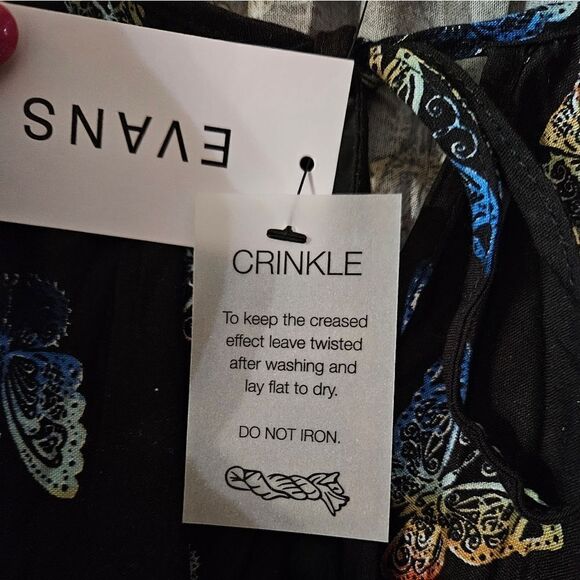 EVANS
CRINKLE
To keep the creased
effect leave twisted
after washing and
lay flat to dry.
DO NOT IRON.